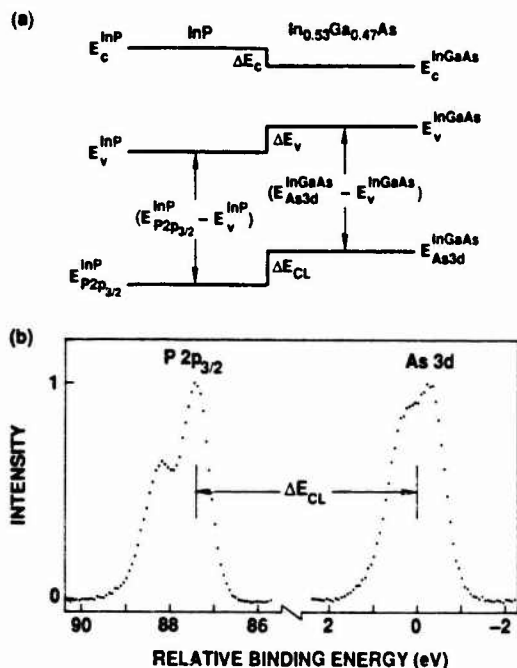 (a)
InP
In0.53Ga0.47As
E_c^InP
ΔE_c
E_c^InGaAs
E_v^InP
ΔE_v
E_v^InGaAs
(E_P2p3/2^InP − E_v^InP)
(E_As3d^InGaAs − E_v^InGaAs)
E_P2p3/2^InP
ΔE_CL
E_As3d^InGaAs
(b)
P 2p3/2
As 3d
1
INTENSITY
ΔE_CL
0
90 88 86 2 0 −2
RELATIVE BINDING ENERGY (eV)